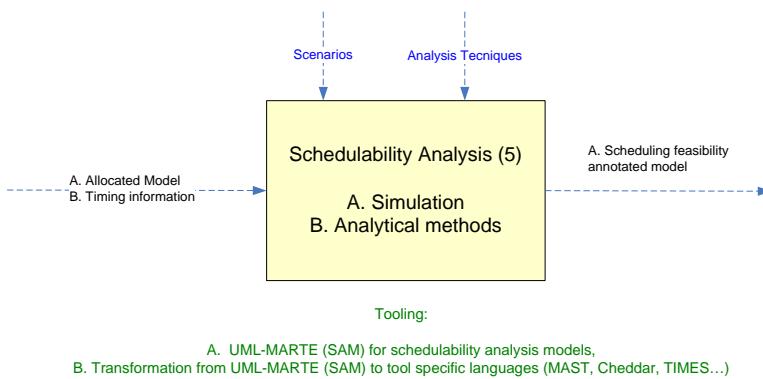 Scenarios
Analysis Tecniques
Schedulability Analysis (5)
A. Simulation
B. Analytical methods
A. Allocated Model
B. Timing information
A. Scheduling feasibility
annotated model
Tooling:
A. UML-MARTE (SAM) for schedulability analysis models,
B. Transformation from UML-MARTE (SAM) to tool specific languages (MAST, Cheddar, TIMES…)